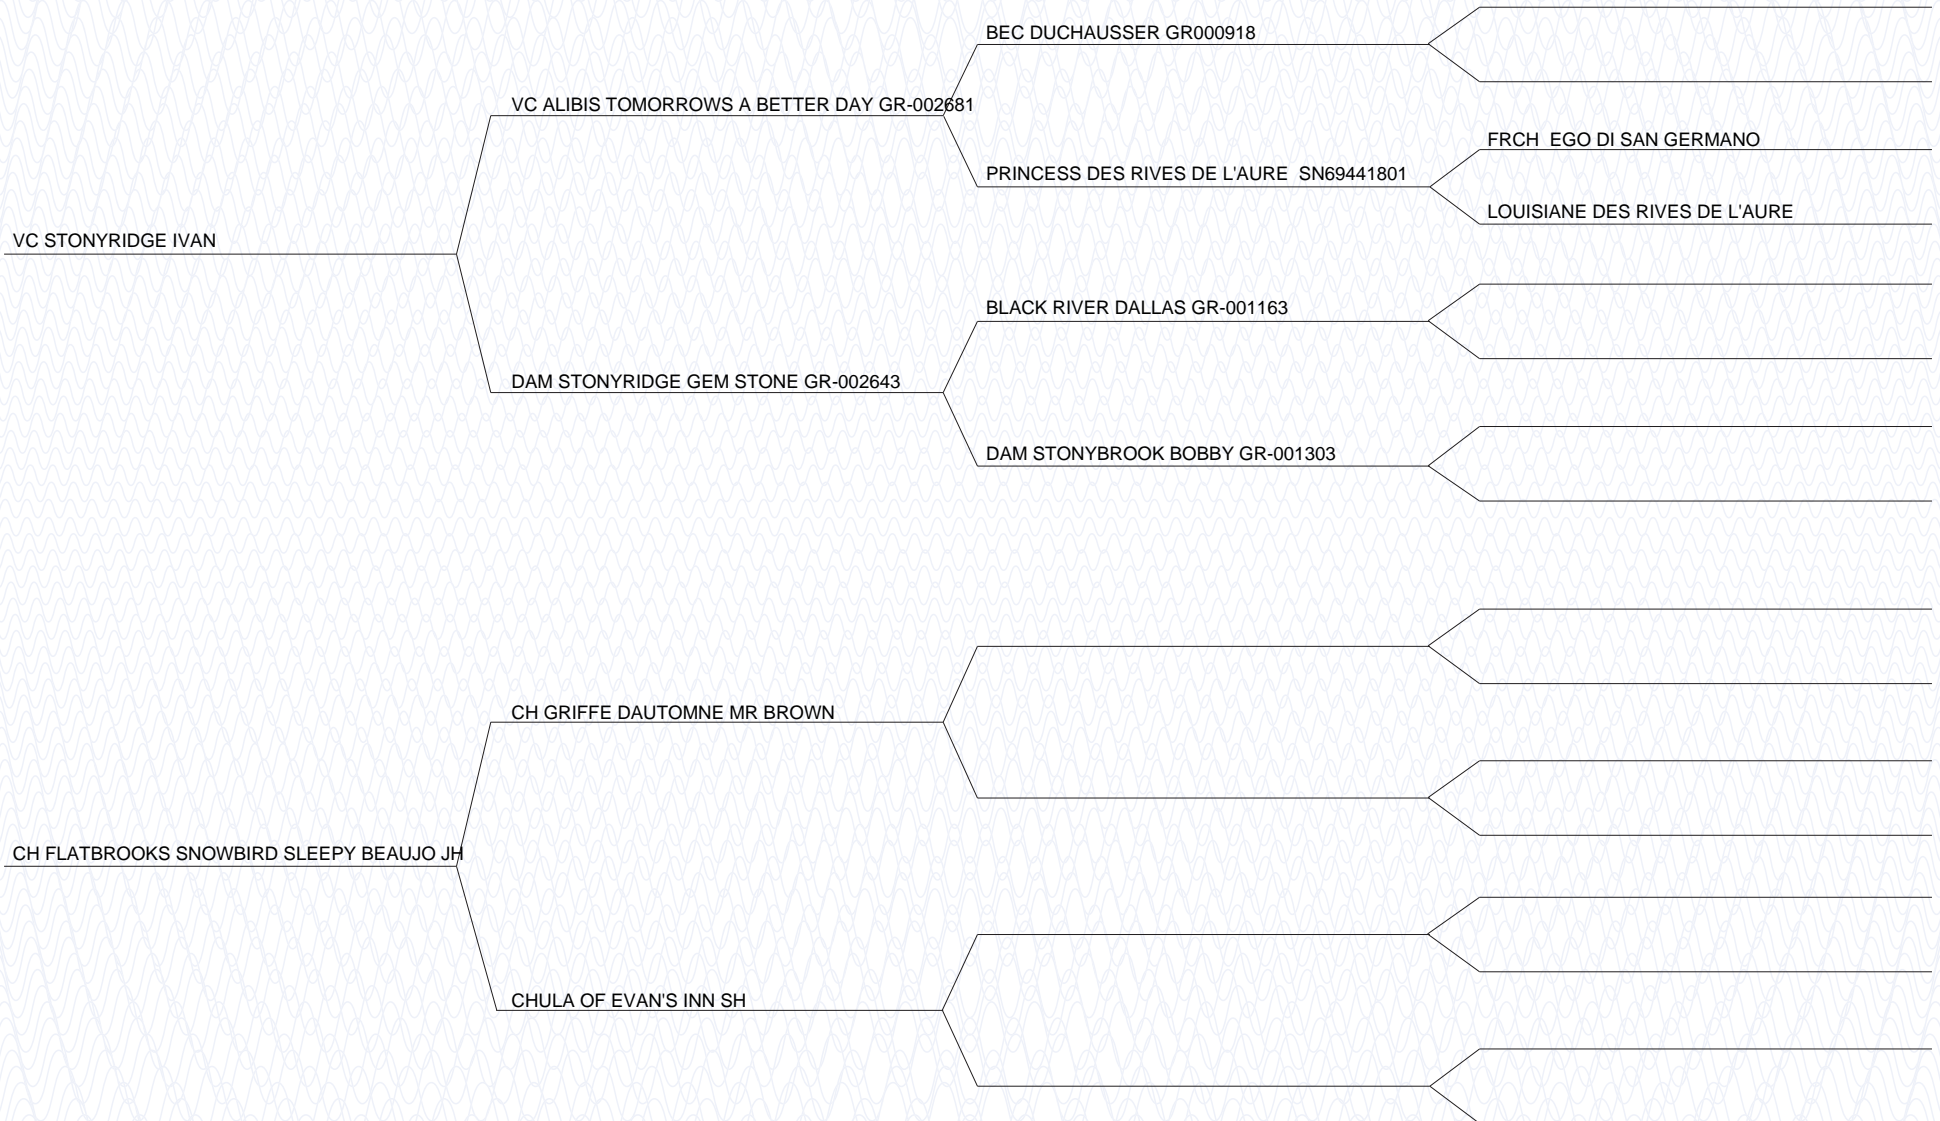 BEC DUCHAUSSER GR000918
VC ALIBIS TOMORROWS A BETTER DAY GR-002681
FRCH  EGO DI SAN GERMANO
PRINCESS DES RIVES DE L'AURE  SN69441801
LOUISIANE DES RIVES DE L'AURE
VC STONYRIDGE IVAN
BLACK RIVER DALLAS GR-001163
DAM STONYRIDGE GEM STONE GR-002643
DAM STONYBROOK BOBBY GR-001303
CH GRIFFE DAUTOMNE MR BROWN
CH FLATBROOKS SNOWBIRD SLEEPY BEAUJO JH
CHULA OF EVAN'S INN SH